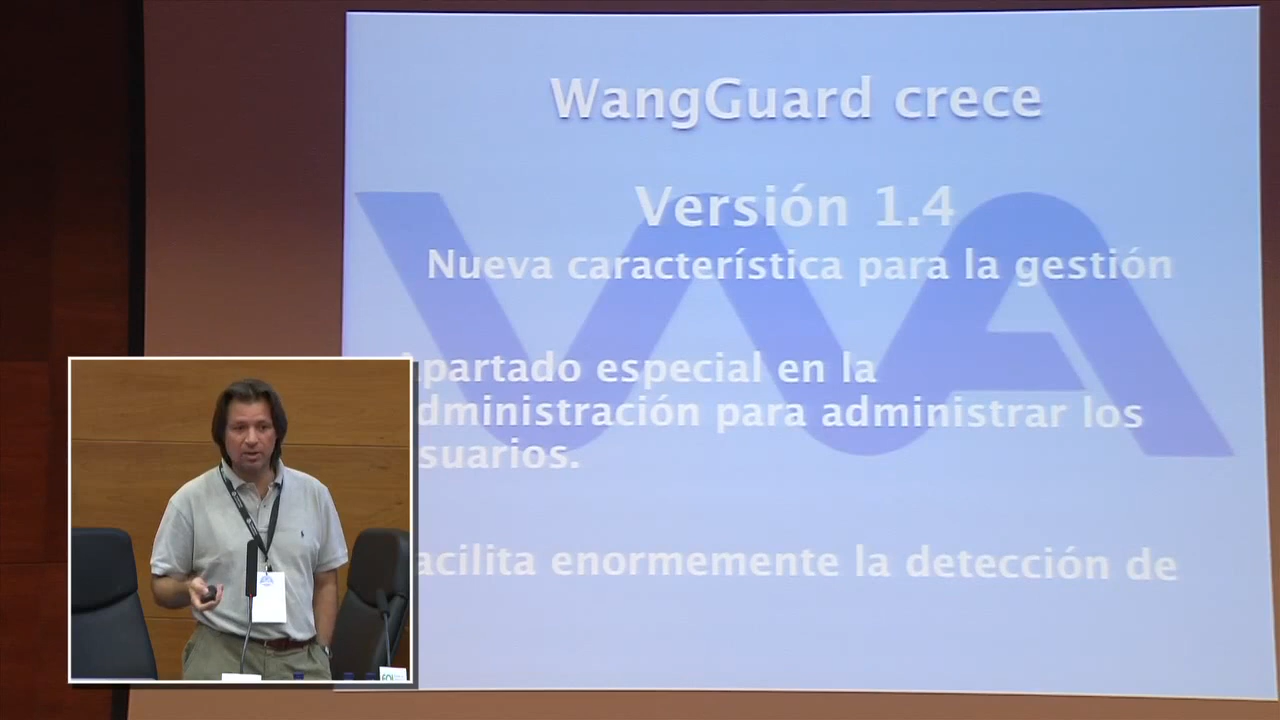 WangGuard crece
Versión 1.4
Nueva característica para la gestión
partado especial en la
dministración para administrar los
suarios.
acilita enormemente la detección de